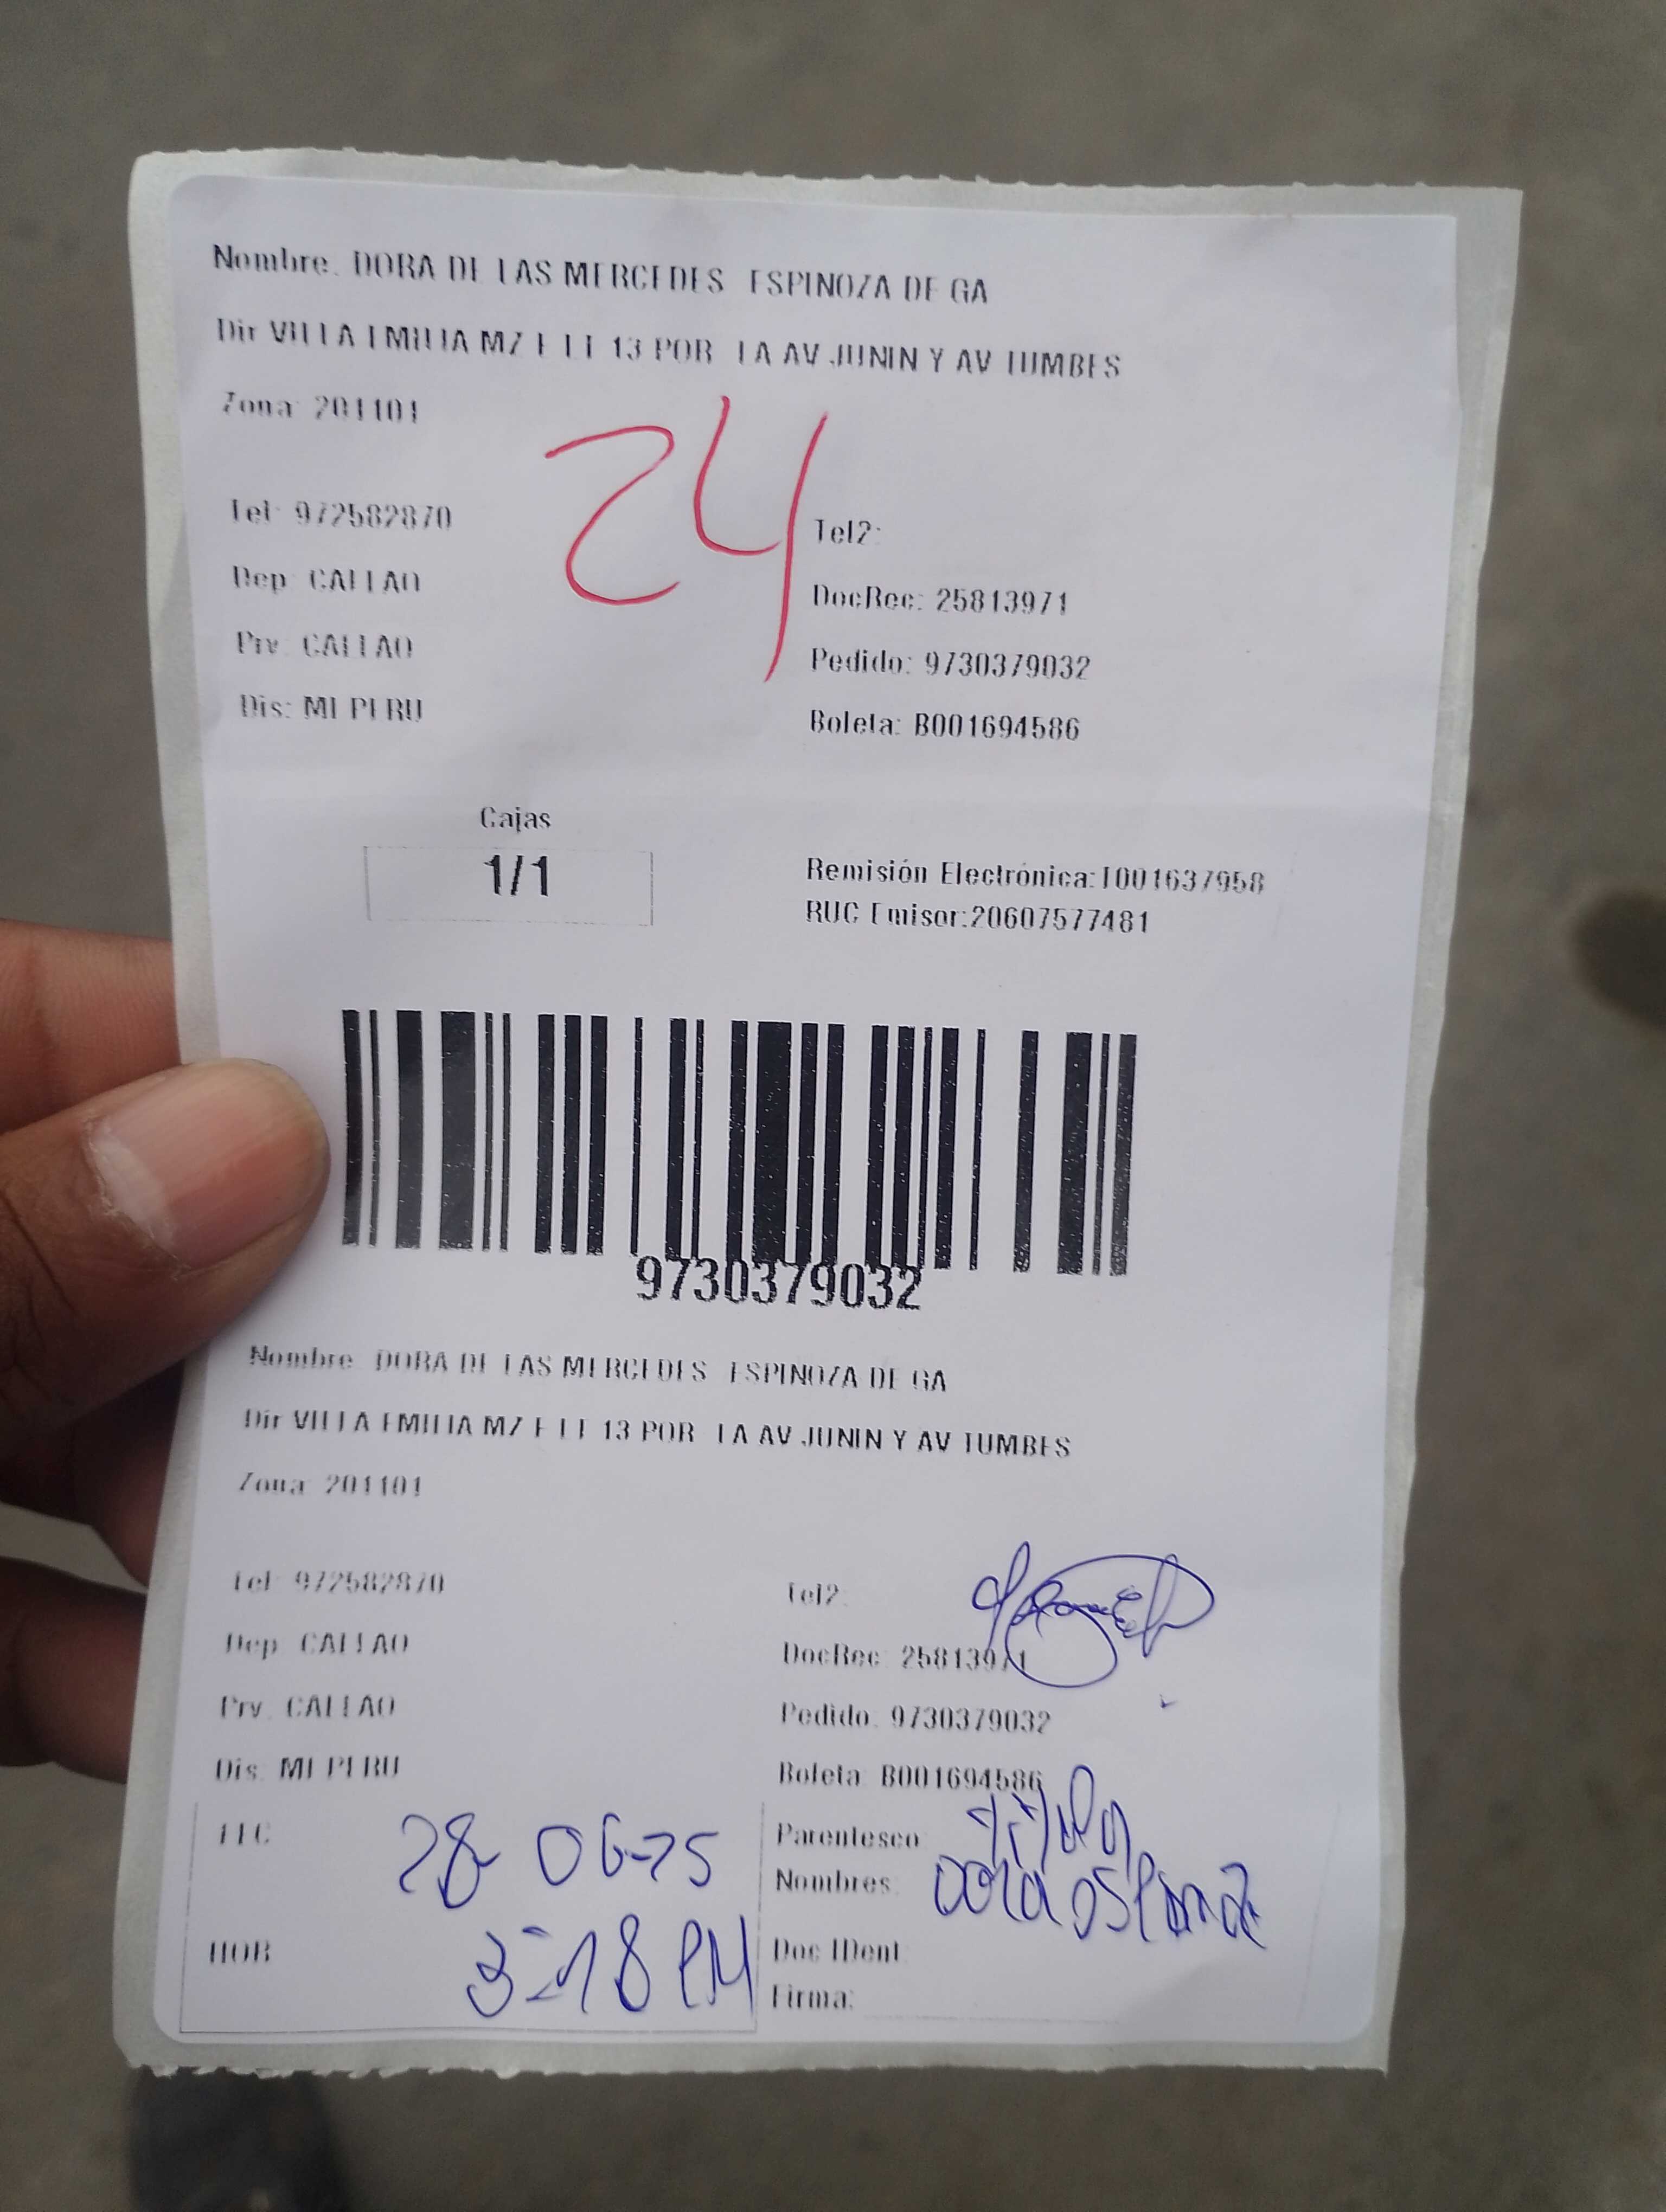 Nombre: DORA DE LAS MERCEDES ESPINOZA DE GA
Dir VILLA EMILIA MZ E LT 13 POR LA AV JUNIN Y AV TUMBES
Zona: 201101
24
Tel: 972582870 Tel2:
Dep: CALLAO DocRec: 25813971
Prv: CALLAO Pedido: 9730379032
Dis: MI PERU Boleta: B001694586
Cajas
1/1
Remisión Electrónica:T001637958
RUC Emisor:20607577481
9730379032
Nombre: DORA DE LAS MERCEDES ESPINOZA DE GA
Dir VILLA EMILIA MZ E LT 13 POR LA AV JUNIN Y AV TUMBES
Zona: 201101
Tel: 972582870 Tel2:
Dep: CALLAO DocRec: 25813971
Prv: CALLAO Pedido: 9730379032
Dis: MI PERU Boleta: B001694586
FEC 28 06-25 Parentesco:
Nombres: Dora
HOR 3:18 PM Doc IDent
Firma: